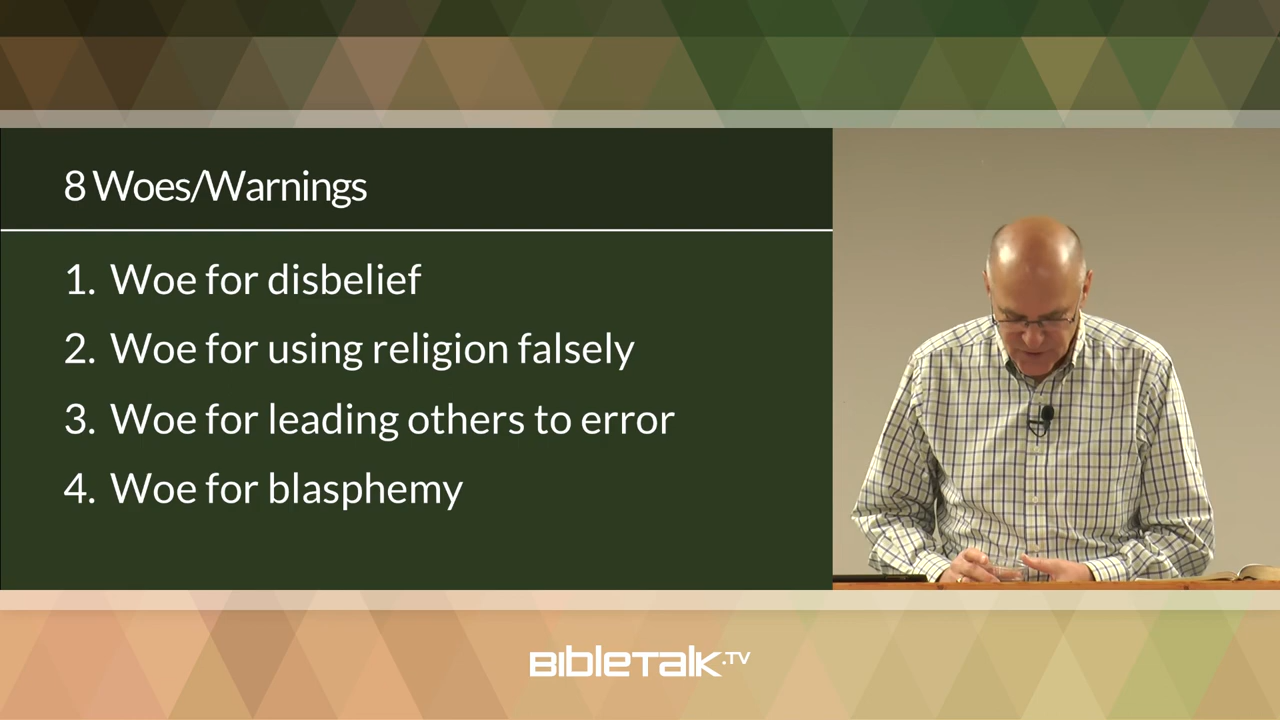 8 Woes/Warnings
1. Woe for disbelief
2. Woe for using religion falsely
3. Woe for leading others to error
4. Woe for blasphemy
BibleTalk.TV